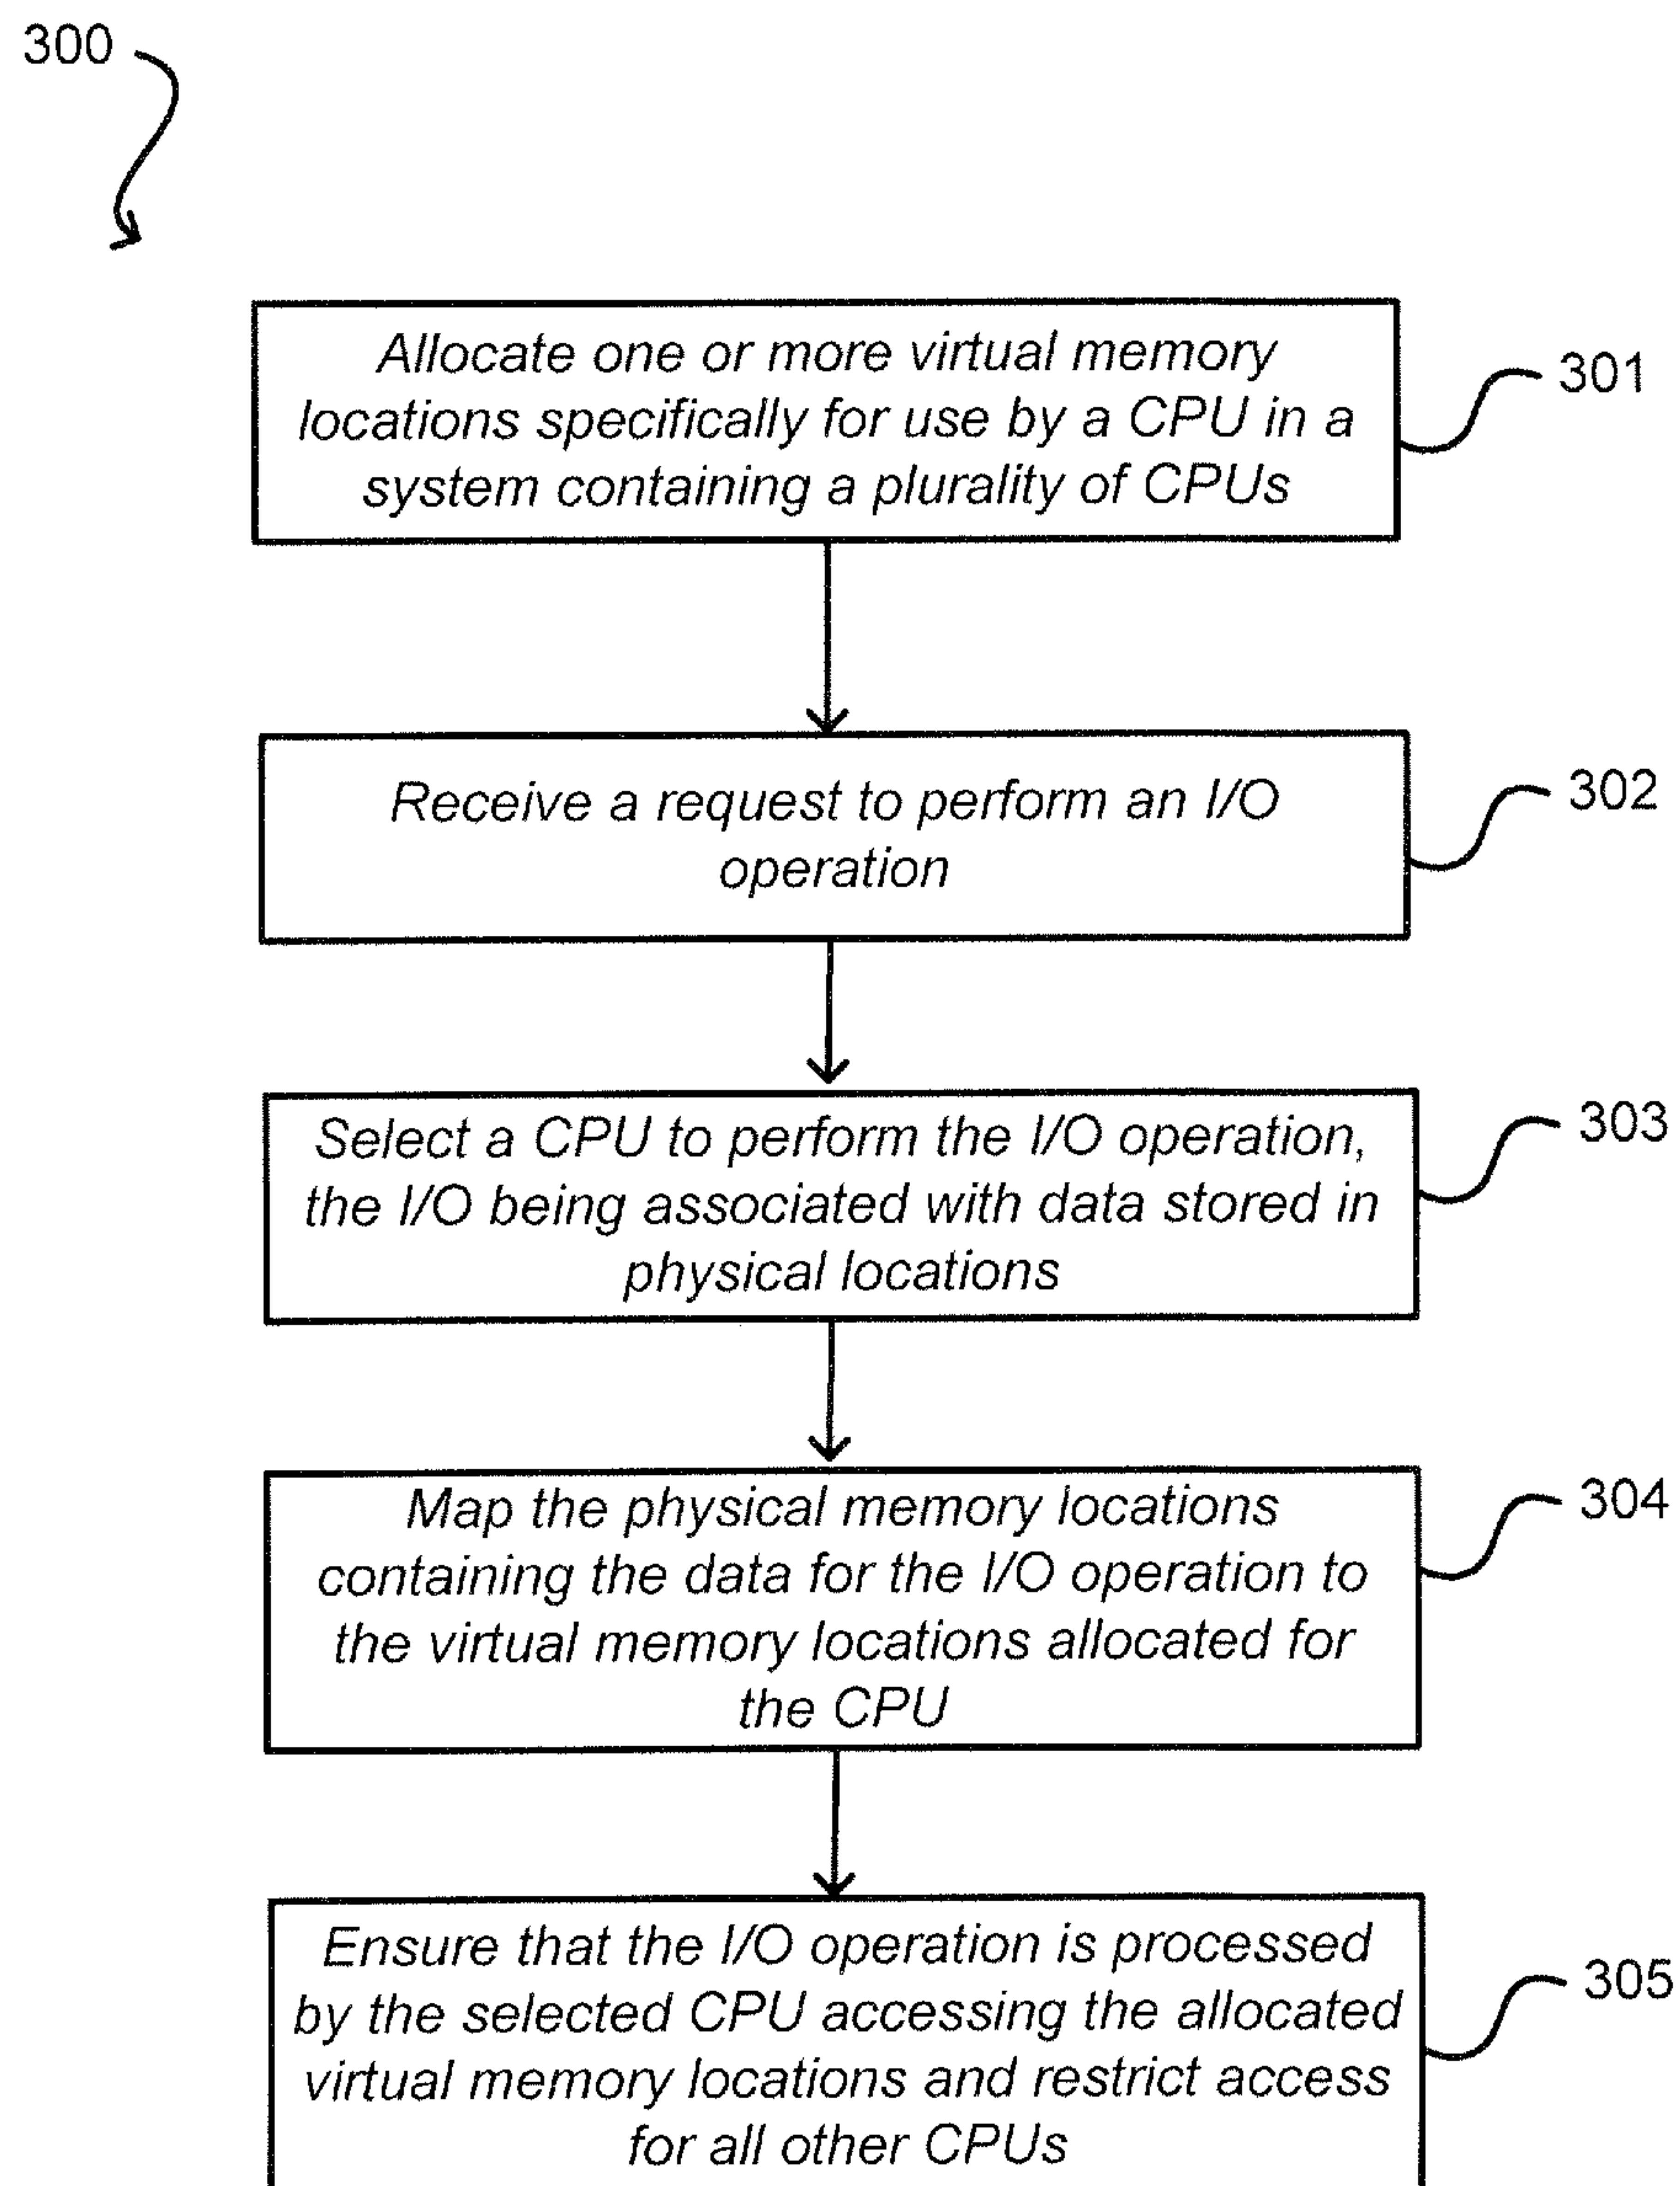 300
Allocate one or more virtual memory
locations specifically for use by a CPU in a
system containing a plurality of CPUs
301
Receive a request to perform an I/O
operation
302
Select a CPU to perform the I/O operation,
the I/O being associated with data stored in
physical locations
303
Map the physical memory locations
containing the data for the I/O operation to
the virtual memory locations allocated for
the CPU
304
Ensure that the I/O operation is processed
by the selected CPU accessing the allocated
virtual memory locations and restrict access
for all other CPUs
305